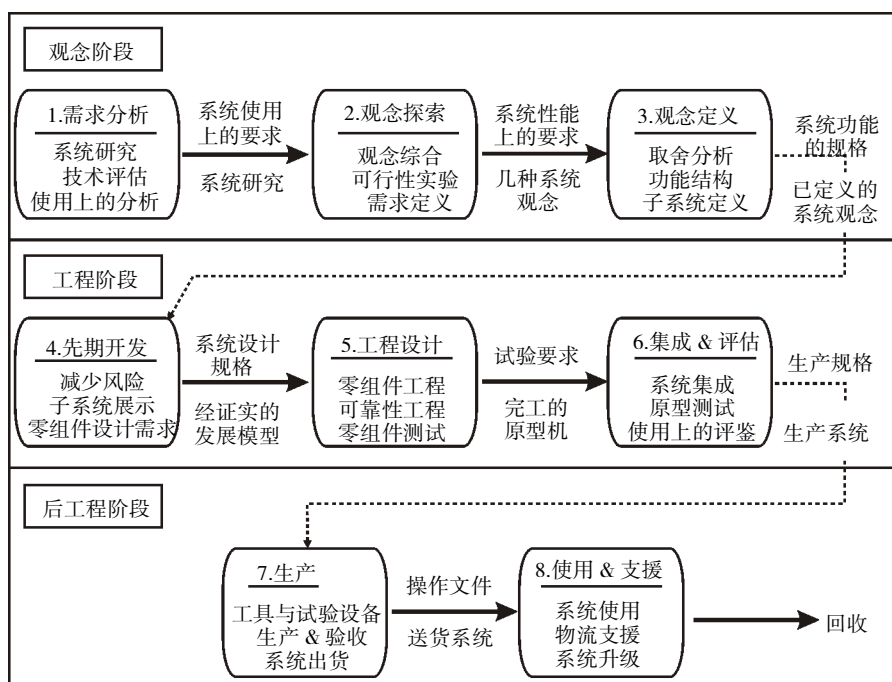 观念阶段
1.需求分析
系统研究
技术评估
使用上的分析
系统使用
上的要求
系统研究
2.观念探索
观念综合
可行性实验
需求定义
系统性能
上的要求
几种系统
观念
3.观念定义
取舍分析
功能结构
子系统定义
系统功能
的规格
已定义的
系统观念
工程阶段
4.先期开发
减少风险
子系统展示
零组件设计需求
系统设计
规格
经证实的
发展模型
5.工程设计
零组件工程
可靠性工程
零组件测试
试验要求
完工的
原型机
6.集成 & 评估
系统集成
原型测试
使用上的评鉴
生产规格
生产系统
后工程阶段
7.生产
工具与试验设备
生产 & 验收
系统出货
操作文件
送货系统
8.使用 & 支援
系统使用
物流支援
系统升级
回收